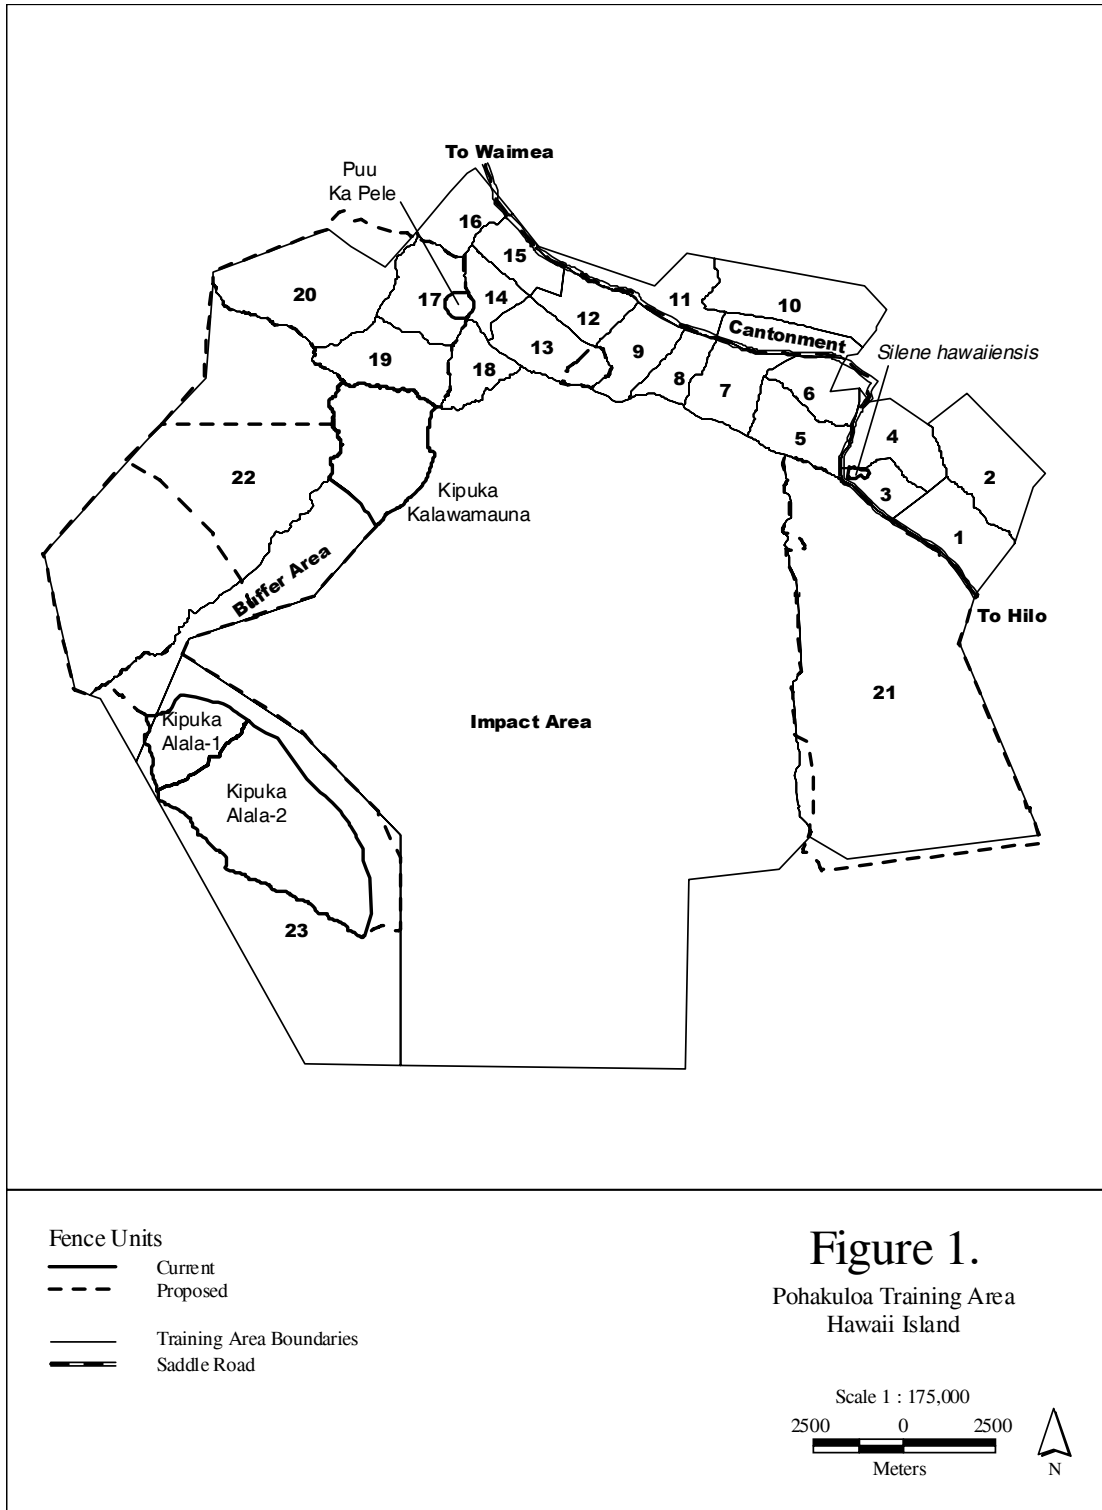 To Waimea
Puu
Ka Pele
16
15
20
17
14
11
10
12
Cantonment
13
9
Silene hawaiiensis
19
18
8
7
6
5
4
22
2
3
Kipuka
Kalawamauna
1
Buffer Area
To Hilo
21
Impact Area
Kipuka
Alala-1
Kipuka
Alala-2
23
Fence Units
Current
Proposed
Training Area Boundaries
Saddle Road
Figure 1.
Pohakuloa Training Area
Hawaii Island
Scale 1 : 175,000
2500 0 2500
Meters
N